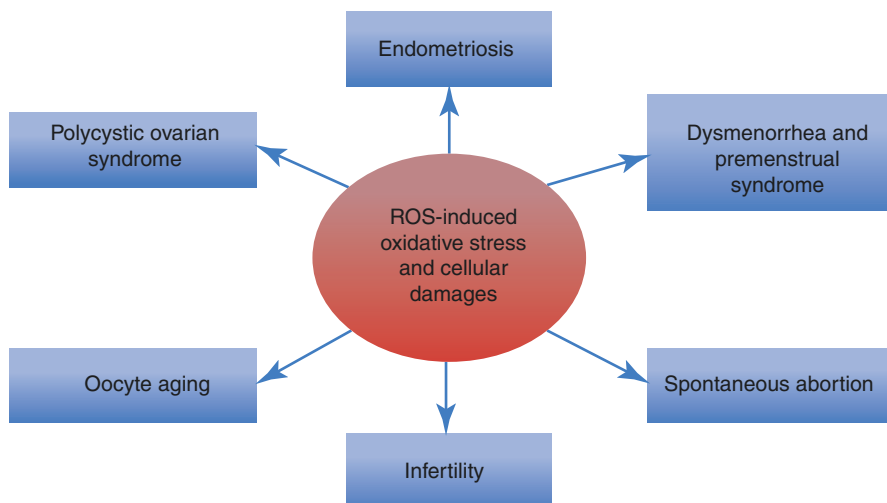 Endometriosis
Polycystic ovarian
syndrome
Dysmenorrhea and
premenstrual
syndrome
ROS-induced
oxidative stress
and cellular
damages
Oocyte aging
Spontaneous abortion
Infertility